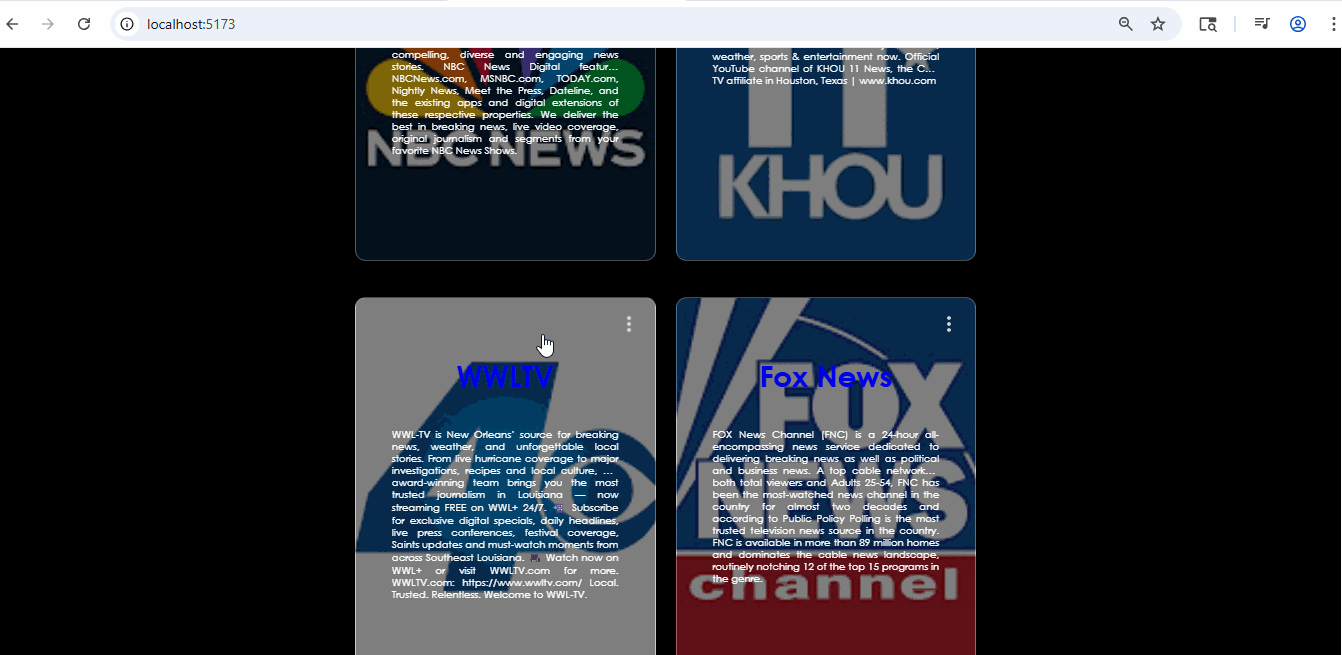 localhost:5173
compelling, diverse and engaging news
stories. NBC News Digital featur...
NBCNews.com, MSNBC.com, TODAY.com,
Nightly News, Meet the Press, Dateline, and
the existing apps and digital extensions of
these respective properties. We deliver the
best in breaking news, live video coverage,
original journalism and segments from your
favorite NBC News Shows.
NBC NEWS
weather, sports & entertainment now. Official
YouTube channel of KHOU 11 News, the C...
TV affiliate in Houston, Texas | www.khou.com
11
KHOU
WWLTV
4
WWL-TV is New Orleans' source for breaking
news, weather, and unforgettable local
stories. From live hurricane coverage to major
investigations, recipes and local culture, ...
award-winning team brings you the most
trusted journalism in Louisiana — now
streaming FREE on WWL+ 24/7. Subscribe
for exclusive digital specials, daily headlines,
live press conferences, festival coverage,
Saints updates and must-watch moments from
across Southeast Louisiana. Watch now on
WWL+ or visit WWLTV.com for more.
WWLTV.com: https://www.wwltv.com/ Local.
Trusted. Relentless. Welcome to WWL-TV.
Fox News
FOX
NEWS
channel
FOX News Channel (FNC) is a 24-hour all-
encompassing news service dedicated to
delivering breaking news as well as political
and business news. A top cable network...
both total viewers and Adults 25-54, FNC has
been the most-watched news channel in the
country for almost two decades and
according to Public Policy Polling is the most
trusted television news source in the country.
FNC is available in more than 89 million homes
and dominates the cable news landscape,
routinely notching 12 of the top 15 programs in
the genre.